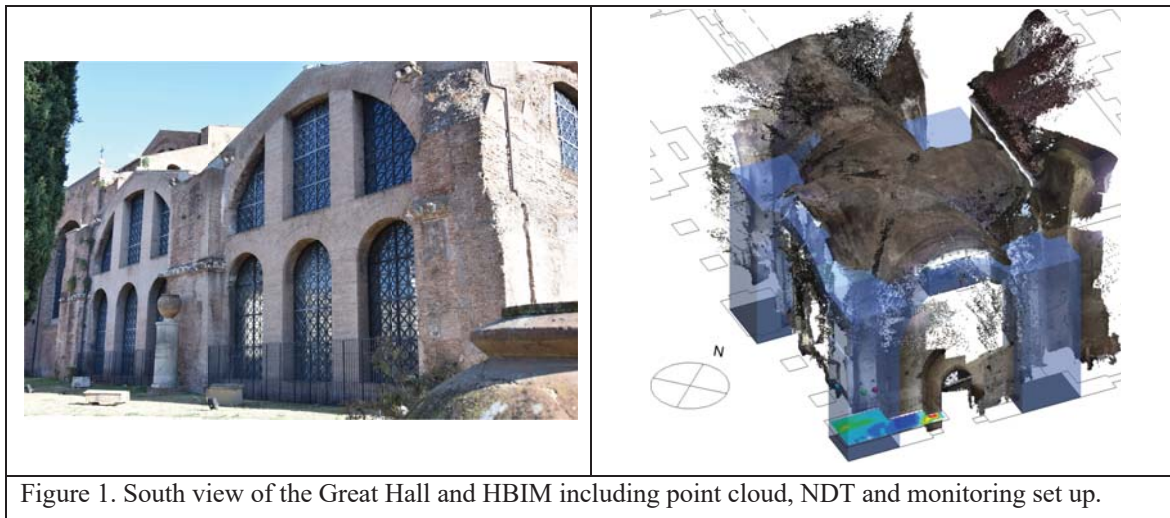 N
Figure 1. South view of the Great Hall and HBIM including point cloud, NDT and monitoring set up.